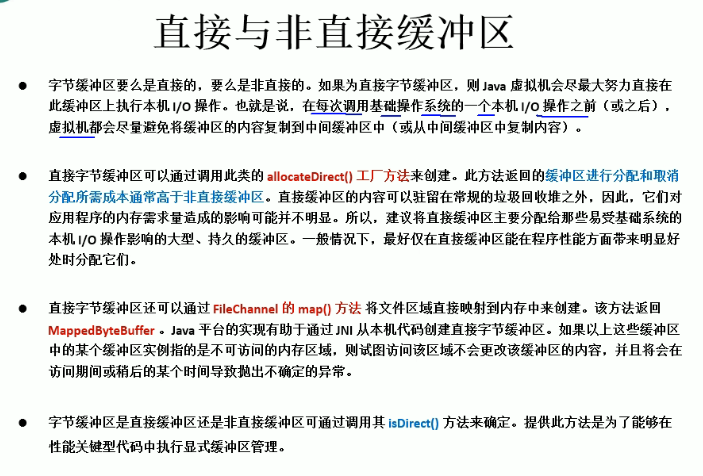 直接与非直接缓冲区
● 字节缓冲区要么是直接的，要么是非直接的。如果为直接字节缓冲区，则 Java 虚拟机会尽最大努力直接在
此缓冲区上执行本机 I/O 操作。也就是说，在每次调用基础操作系统的一个本机 I/O 操作之前（或之后），
虚拟机都会尽量避免将缓冲区的内容复制到中间缓冲区中（或从中间缓冲区中复制内容）。
● 直接字节缓冲区可以通过调用此类的 allocateDirect() 工厂方法来创建。此方法返回的缓冲区进行分配和取消
分配所需成本通常高于非直接缓冲区。直接缓冲区的内容可以驻留在常规的垃圾回收堆之外，因此，它们对
应用程序的内存需求量造成的影响可能并不明显。所以，建议将直接缓冲区主要分配给那些易受基础系统的
本机 I/O 操作影响的大型、持久的缓冲区。一般情况下，最好仅在直接缓冲区能在程序性能方面带来明显好
处时分配它们。
● 直接字节缓冲区还可以通过 FileChannel 的 map() 方法 将文件区域直接映射到内存中来创建。该方法返回
MappedByteBuffer 。Java 平台的实现有助于通过 JNI 从本机代码创建直接字节缓冲区。如果以上这些缓冲区
中的某个缓冲区实例指的是不可访问的内存区域，则试图访问该区域不会更改该缓冲区的内容，并且将会在
访问期间或稍后的某个时间导致抛出不确定的异常。
● 字节缓冲区是直接缓冲区还是非直接缓冲区可通过调用其 isDirect() 方法来确定。提供此方法是为了能够在
性能关键型代码中执行显式缓冲区管理。